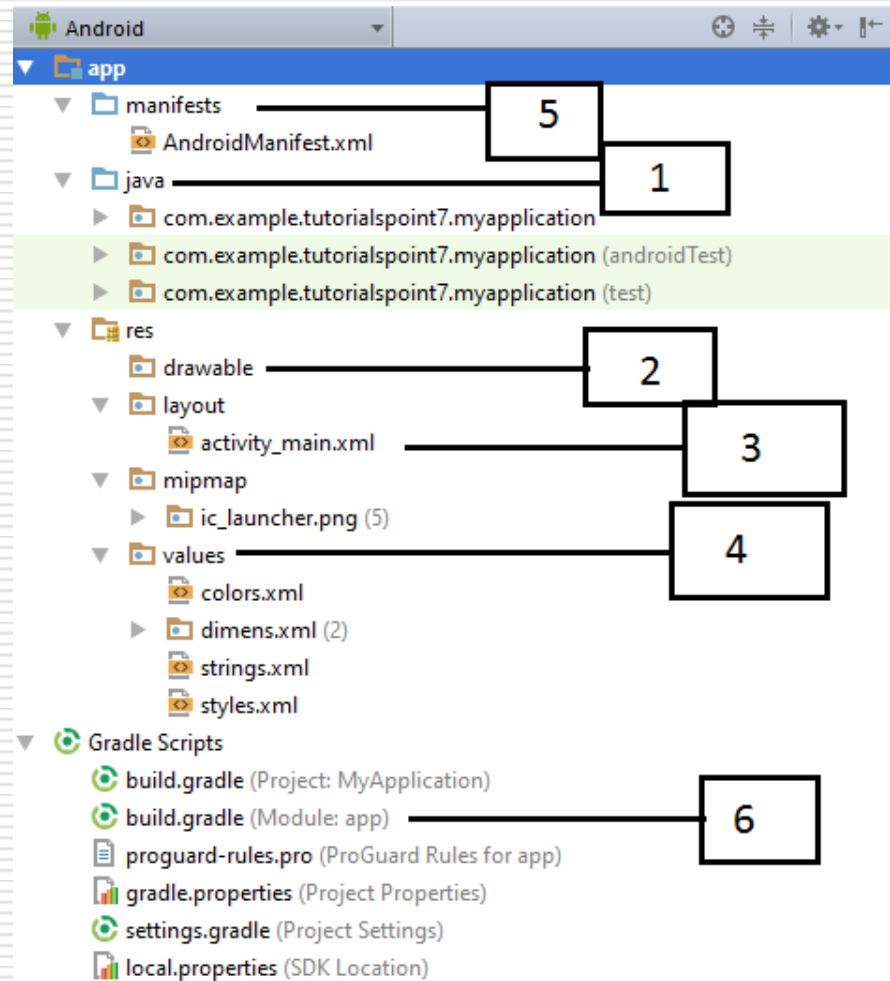 Android
app
manifests
5
AndroidManifest.xml
java
1
com.example.tutorialspoint7.myapplication
com.example.tutorialspoint7.myapplication (androidTest)
com.example.tutorialspoint7.myapplication (test)
res
drawable
2
layout
activity_main.xml
3
mipmap
ic_launcher.png (5)
values
4
colors.xml
dimens.xml (2)
strings.xml
styles.xml
Gradle Scripts
build.gradle (Project: MyApplication)
build.gradle (Module: app)
6
proguard-rules.pro (ProGuard Rules for app)
gradle.properties (Project Properties)
settings.gradle (Project Settings)
local.properties (SDK Location)